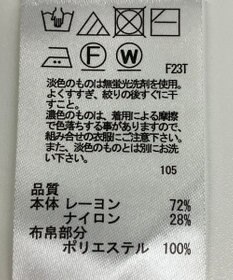 F
W
F23T
淡色のものは無蛍光洗剤を使用。
よくすすぎ、絞りの後すぐに干
すこと。
濃色のものは、着用による摩擦
で色落ちする事がありますので、
組み合せの衣服にご注意下さい。
また、淡色のものとは別にお洗
い下さい。
105
品質
本体 レーヨン 72%
ナイロン 28%
布帛部分
ポリエステル 100%